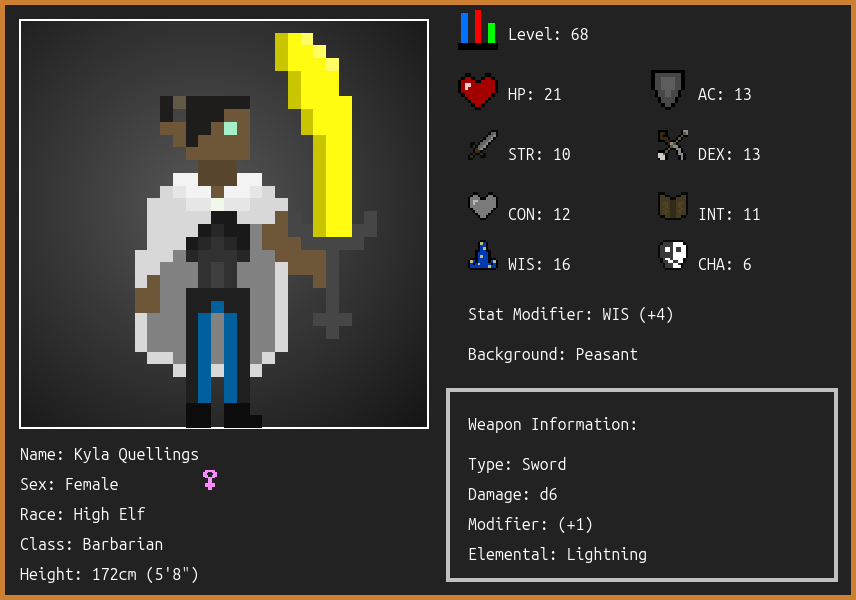 Level: 68
HP: 21
AC: 13
STR: 10
DEX: 13
CON: 12
INT: 11
WIS: 16
CHA: 6
Stat Modifier: WIS (+4)
Background: Peasant
Weapon Information:
Type: Sword
Damage: d6
Modifier: (+1)
Elemental: Lightning
Name: Kyla Quellings
Sex: Female
Race: High Elf
Class: Barbarian
Height: 172cm (5'8")